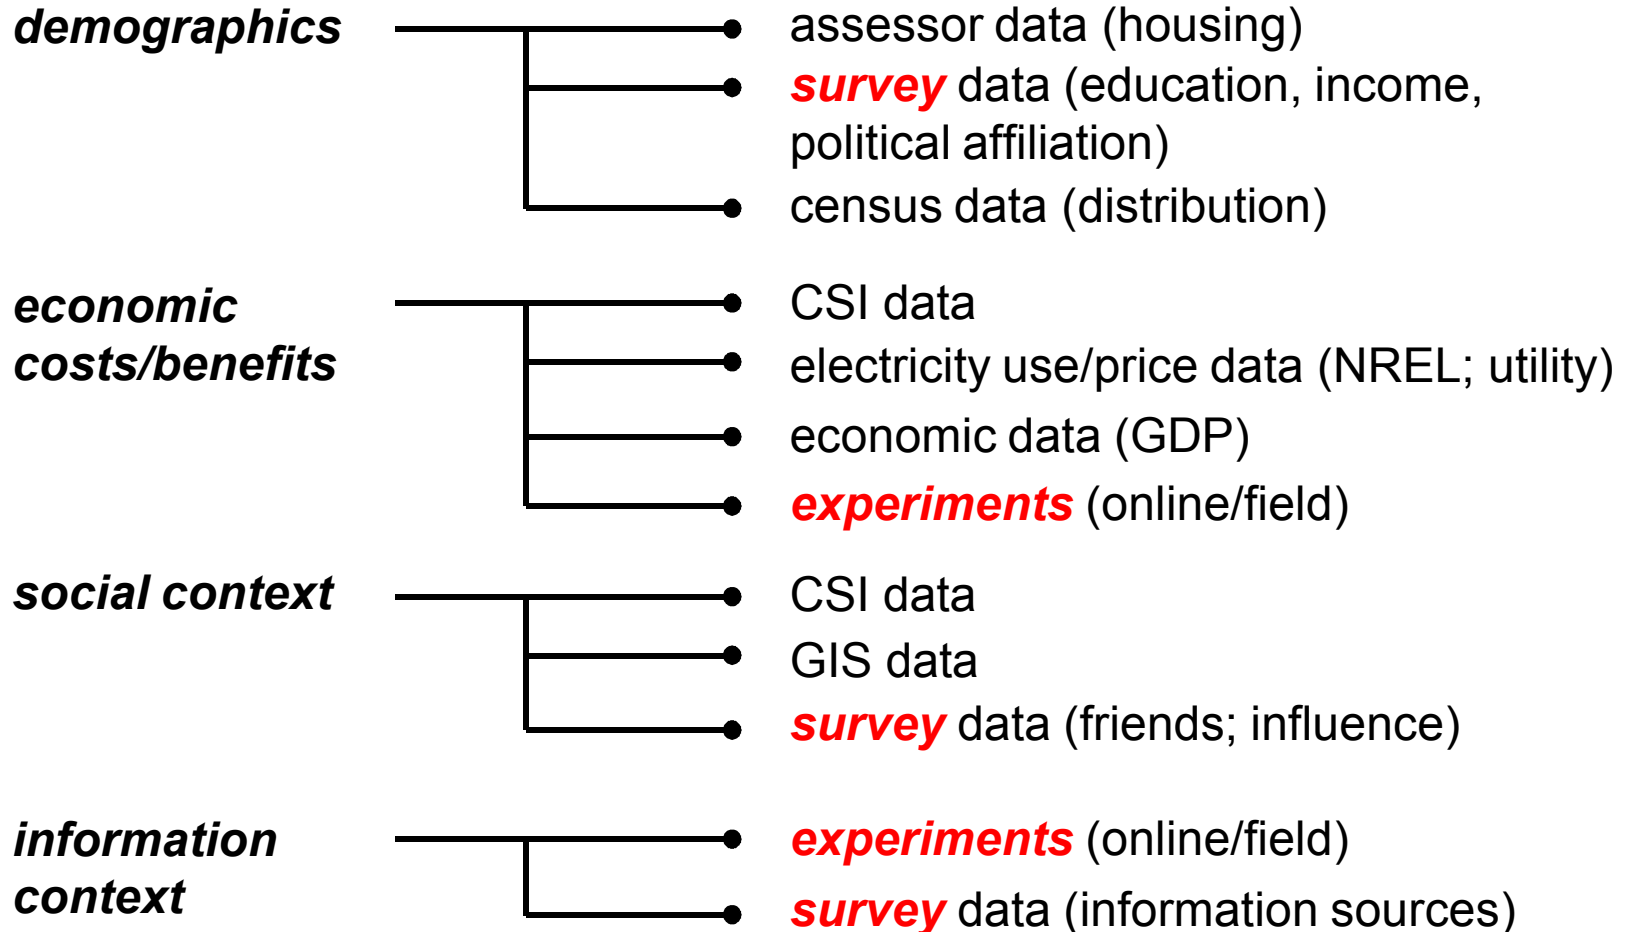 demographics
assessor data (housing)
survey data (education, income,
political affiliation)
census data (distribution)
economic
costs/benefits
CSI data
electricity use/price data (NREL; utility)
economic data (GDP)
experiments (online/field)
social context
CSI data
GIS data
survey data (friends; influence)
information
context
experiments (online/field)
survey data (information sources)